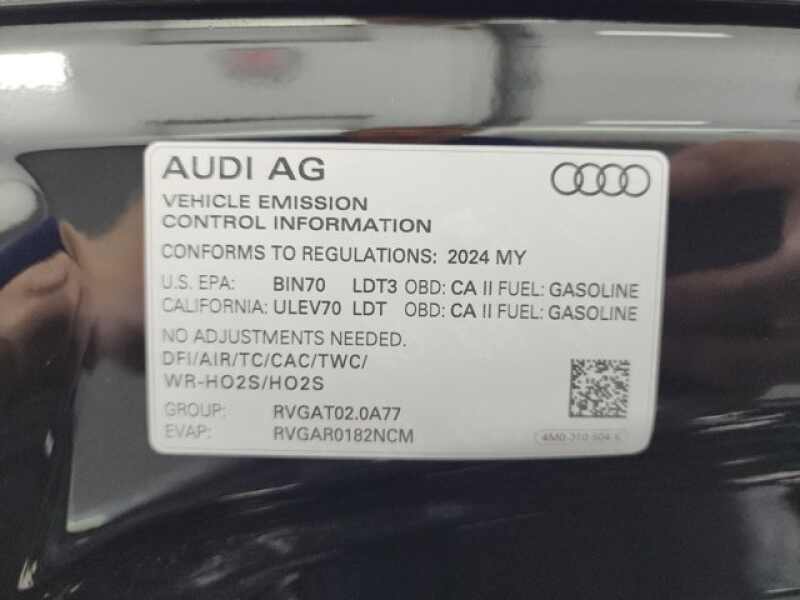 AUDI AG
VEHICLE EMISSION
CONTROL INFORMATION
CONFORMS TO REGULATIONS: 2024 MY
U.S. EPA: BIN70 LDT3 OBD: CA II FUEL: GASOLINE
CALIFORNIA: ULEV70 LDT OBD: CA II FUEL: GASOLINE
NO ADJUSTMENTS NEEDED.
DFI/AIR/TC/CAC/TWC/
WR-HO2S/HO2S
GROUP: RVGAT02.0A77
EVAP: RVGAR0182NCM